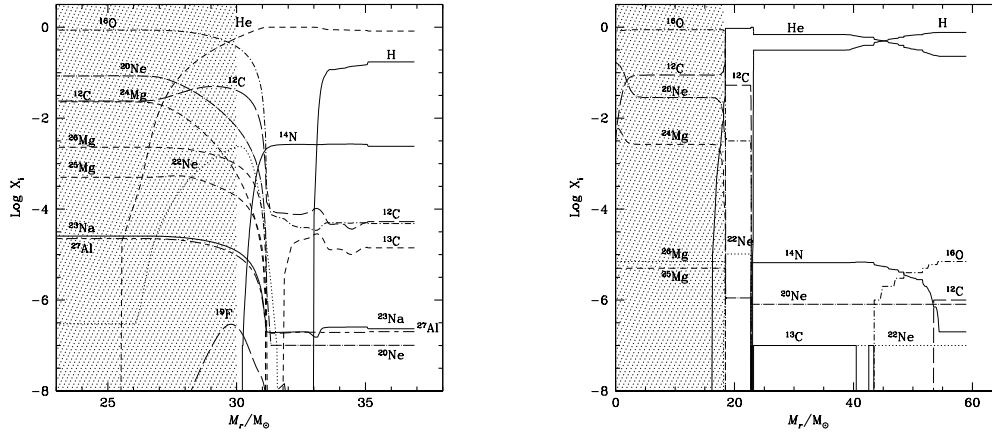 0
-2
-4
-6
-8
Log Xᵢ
25
30
35
Mᵣ/M⊙
¹⁶O
He
H
²⁰Ne
¹²C
¹²C
²⁴Mg
²⁶Mg
¹⁴N
²⁵Mg
²²Ne
¹²C
²³Na
¹³C
²⁷Al
¹⁹F
²³Na
²⁷Al
²⁰Ne
0
-2
-4
-6
-8
Log Xᵢ
0
20
40
60
Mᵣ/M⊙
¹⁶O
He
H
¹²C
¹²C
²⁰Ne
²⁴Mg
²²Ne
²⁶Mg
²⁵Mg
¹⁴N
¹⁶O
²⁰Ne
¹²C
¹³C
²²Ne